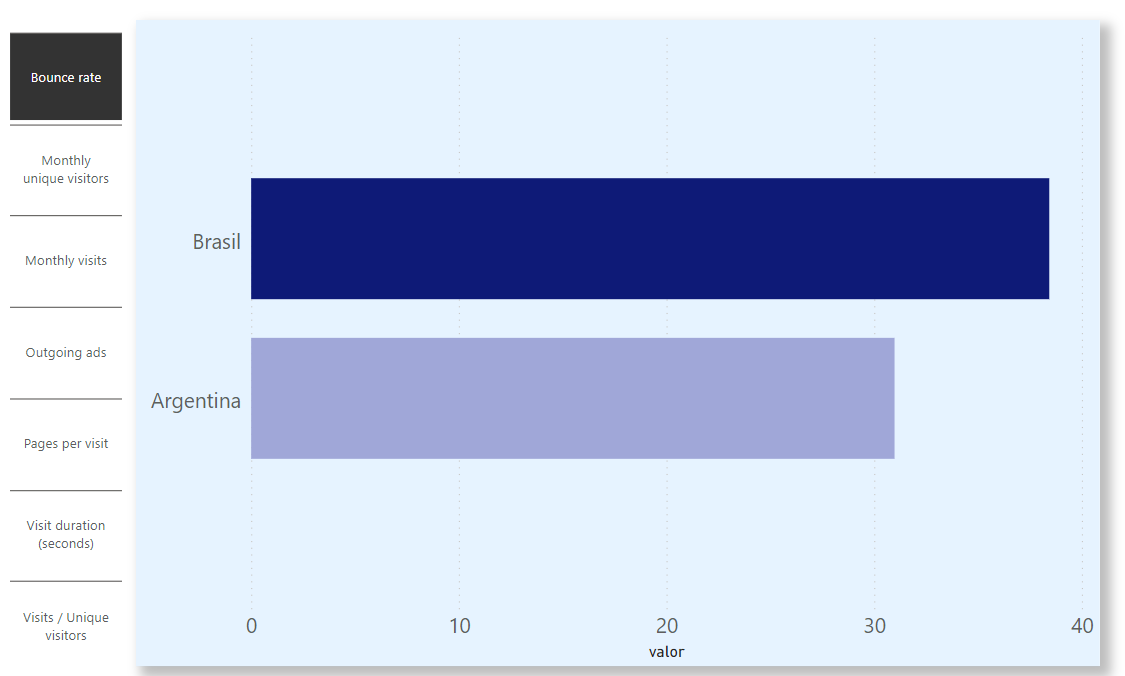 Bounce rate
Monthly
unique visitors
Monthly visits
Outgoing ads
Pages per visit
Visit duration
(seconds)
Visits / Unique
visitors
Brasil
Argentina
0 10 20 30 40
valor